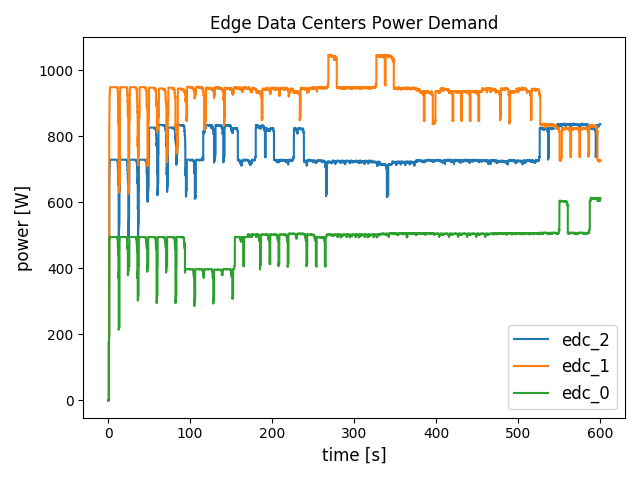 Edge Data Centers Power Demand
power [W]
1000
800
600
400
200
0
0 100 200 300 400 500 600
time [s]
edc_2
edc_1
edc_0